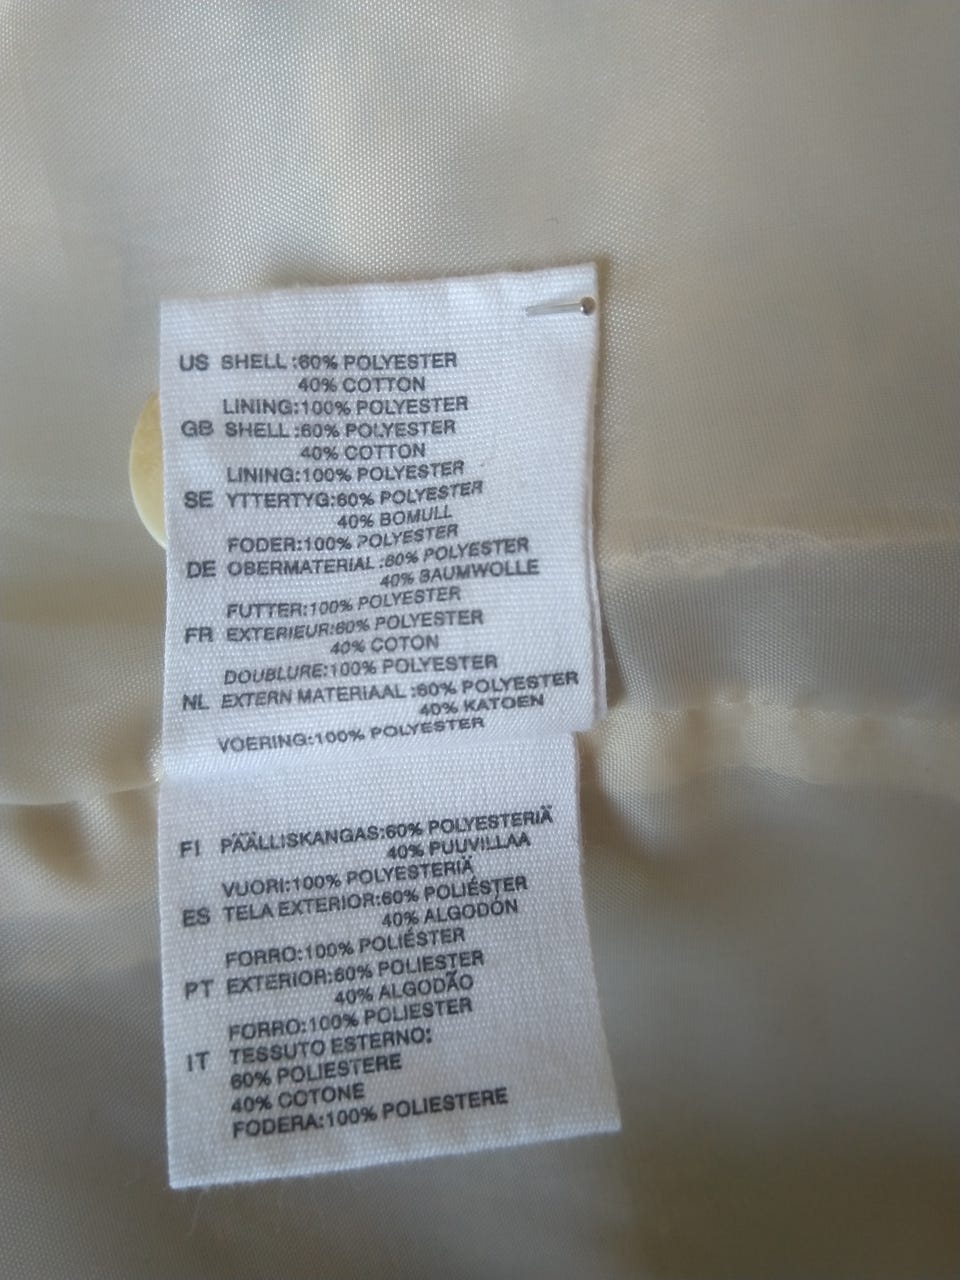 US SHELL :60% POLYESTER
40% COTTON
LINING:100% POLYESTER
GB SHELL :60% POLYESTER
40% COTTON
LINING:100% POLYESTER
SE YTTERTYG:60% POLYESTER
40% BOMULL
FODER:100% POLYESTER
DE OBERMATERIAL :60% POLYESTER
40% BAUMWOLLE
FUTTER:100% POLYESTER
FR EXTERIEUR:60% POLYESTER
40% COTON
DOUBLURE:100% POLYESTER
NL EXTERN MATERIAAL :60% POLYESTER
40% KATOEN
VOERING:100% POLYESTER
FI PÄÄLLISKANGAS:60% POLYESTERIÄ
40% PUUVILLAA
VUORI:100% POLYESTERIÄ
ES TELA EXTERIOR:60% POLIÉSTER
40% ALGODÓN
FORRO:100% POLIÉSTER
PT EXTERIOR:60% POLIESTER
40% ALGODÃO
FORRO:100% POLIESTER
IT TESSUTO ESTERNO:
60% POLIESTERE
40% COTONE
FODERA:100% POLIESTERE